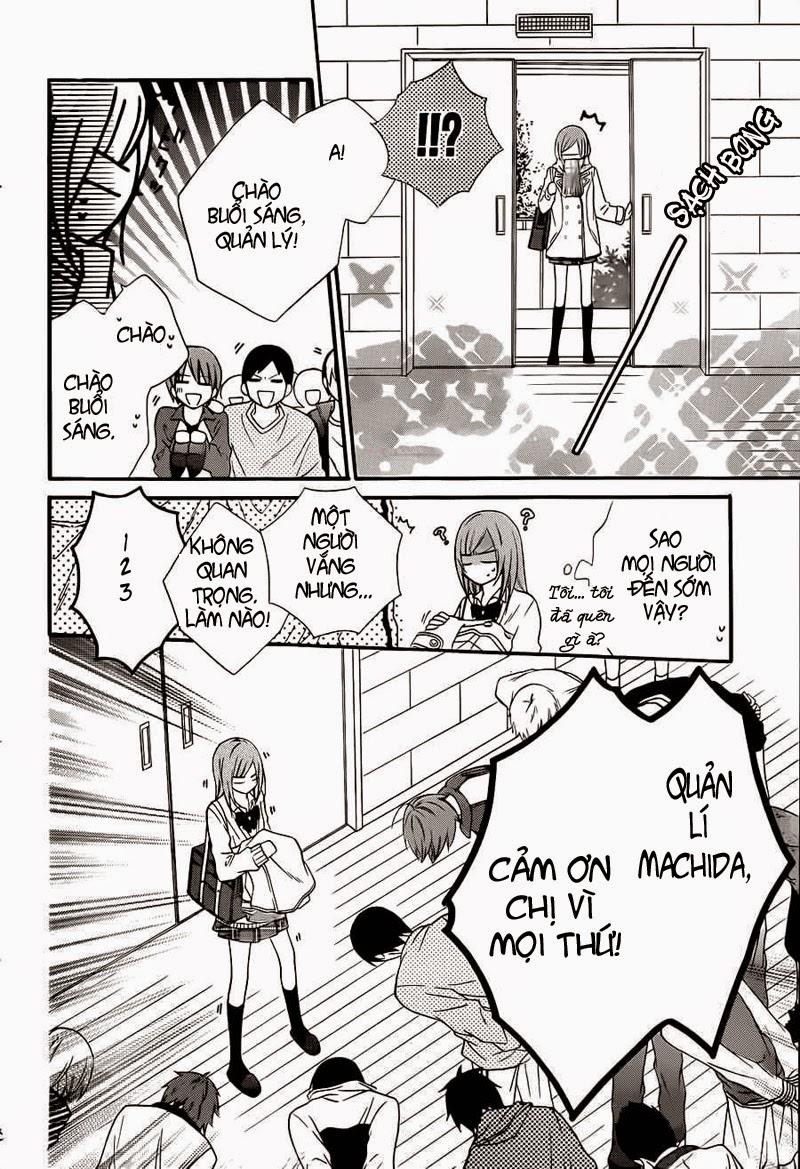 SẠCH BONG
!!?
A!
CHÀO
BUỔI SÁNG,
QUẢN LÝ!
CHÀO
CHÀO
BUỔI
SÁNG.
SAO
MỌI NGƯỜI
ĐẾN SỚM
VẬY?
Tôi... tôi
đã quên
gì à?
?
?
MỘT
NGƯỜI
VẮNG
NHƯNG...
KHÔNG
QUAN
TRỌNG,
LÀM NÀO!
1
2
3
QUẢN
LÍ
MACHIDA,
CẢM ƠN
CHỊ VÌ
MỌI THỨ!